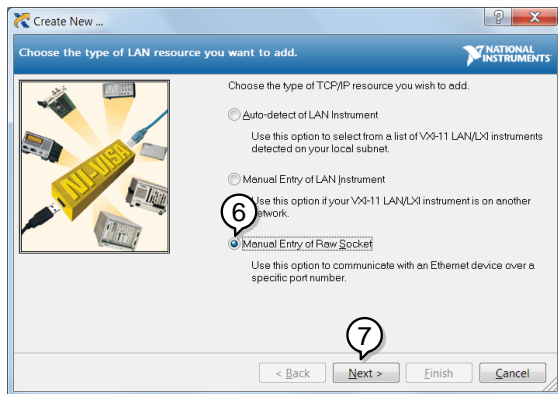 Create New ...
Choose the type of LAN resource you want to add.
NATIONAL
INSTRUMENTS
NI-VISA
Choose the type of TCP/IP resource you wish to add.
Auto-detect of LAN Instrument
Use this option to select from a list of VXI-11 LAN/LXI instruments
detected on your local subnet.
Manual Entry of LAN Instrument
Use this option if your VXI-11 LAN/LXI instrument is on another
network.
6
Manual Entry of Raw Socket
Use this option to communicate with an Ethernet device over a
specific port number.
7
< Back
Next >
Finish
Cancel